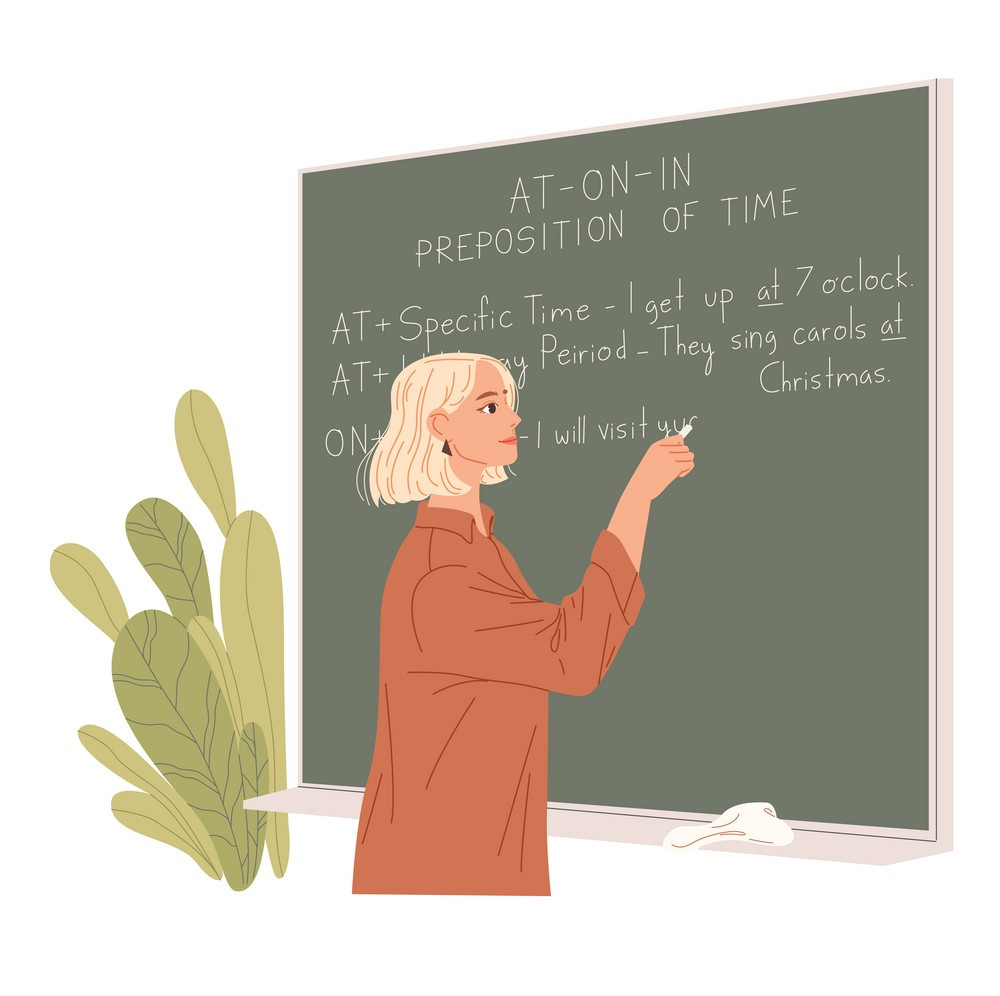 AT-ON-IN
PREPOSITION OF TIME
AT+ Specific Time - I get up at 7 o'clock.
AT+ Peiriod - They sing carols at
Christmas.
ON+ - I will visit